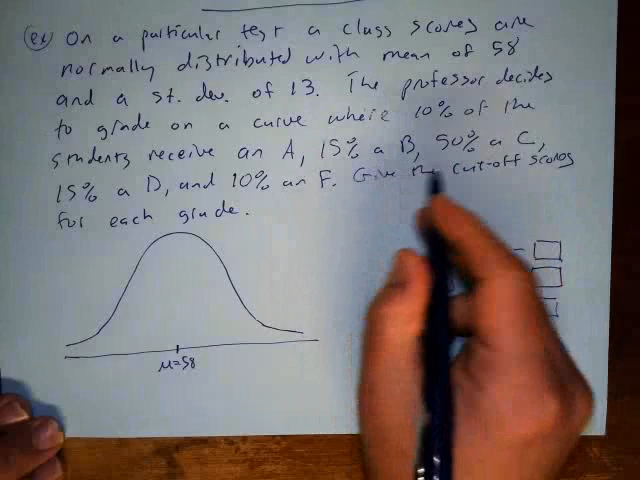 (ex) On a particular test a class scores are
normally distributed with mean of 58
and a st. dev. of 13. The professor decides
to grade on a curve where 10% of the
students receive an A, 15% a B, 50% a C,
15% a D, and 10% an F. Give the cut-off scores
for each grade.
μ=58